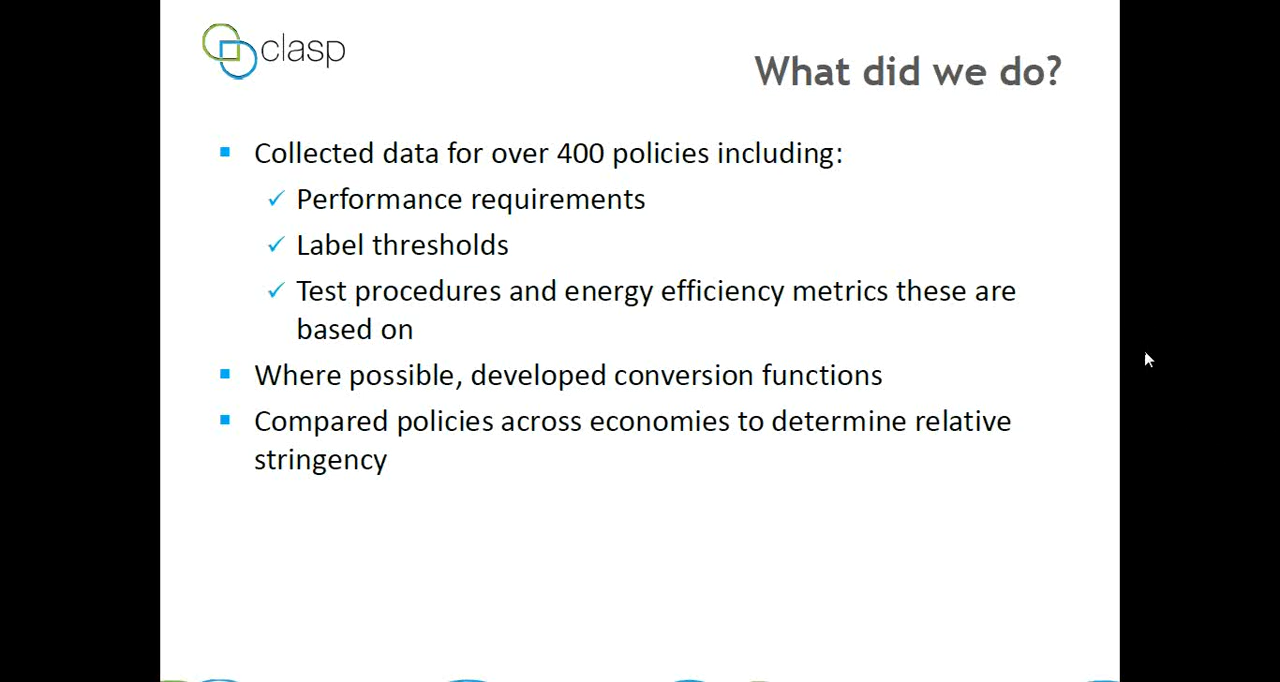 clasp
What did we do?
Collected data for over 400 policies including:
Performance requirements
Label thresholds
Test procedures and energy efficiency metrics these are
based on
Where possible, developed conversion functions
Compared policies across economies to determine relative
stringency